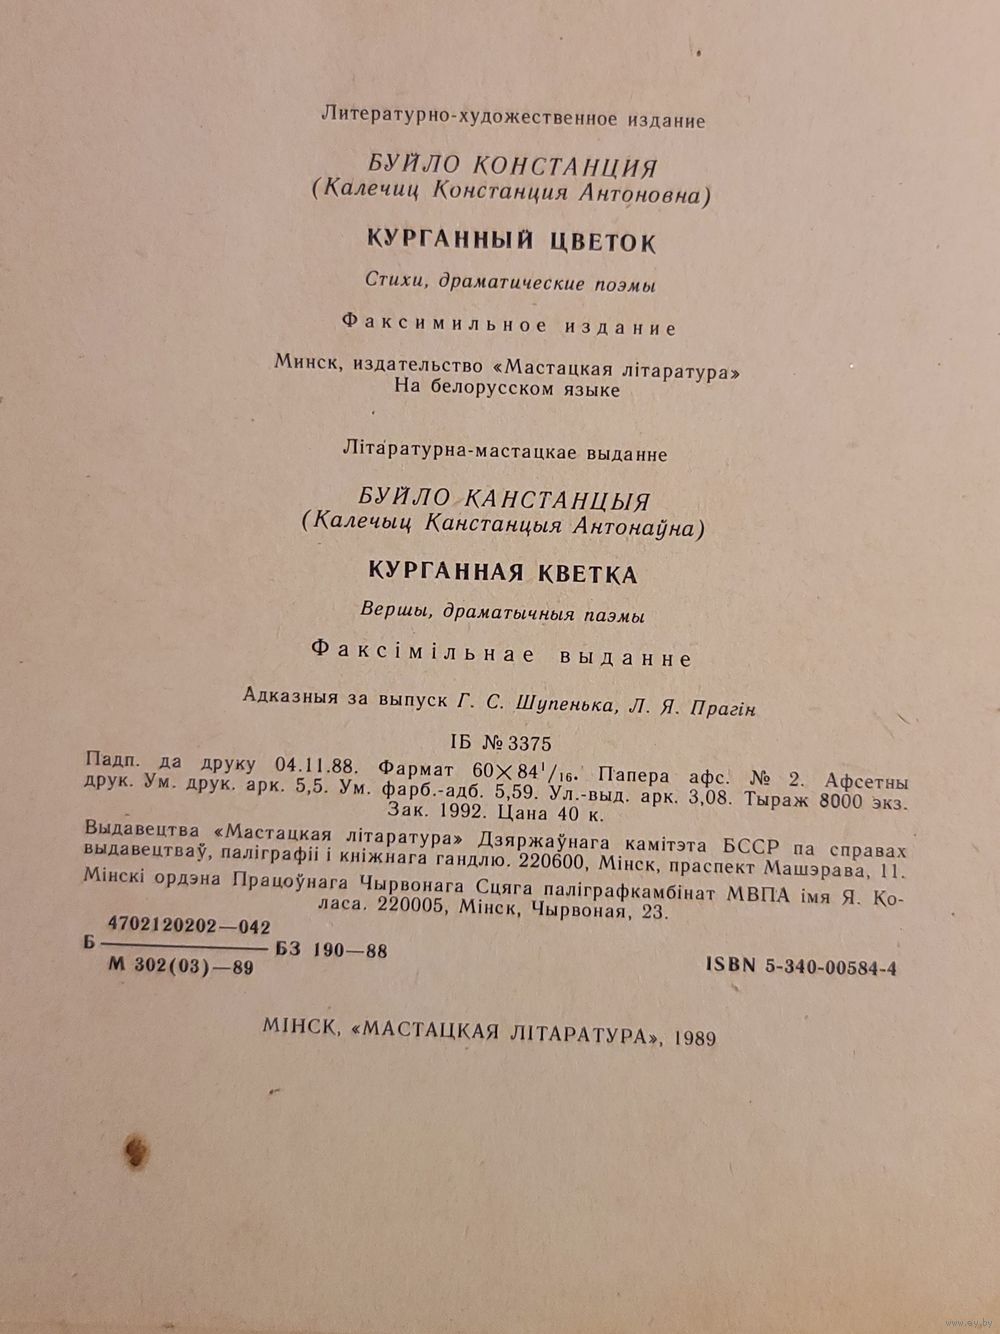 Литературно-художественное издание
БУЙЛО КОНСТАНЦИЯ
(Калечиц Константция Антоновна)
КУРГАННЫЙ ЦВЕТОК
Стихи, драматические поэмы
Факсимильное издание
Минск, издательство «Мастацкая літаратура»
На белорусском языке
Літаратурна-мастацкае выданне
БУЙЛО КАНСТАНЦЫЯ
(Калечыц Канстанцыя Антонаўна)
КУРГАННАЯ КВЕТКА
Вершы, драматычныя паэмы
Факсімільнае выданне
Адказныя за выпуск Г. С. Шупенька, Л. Я. Прагін
ІБ № 3375
Падп. да друку 04.11.88. Фармат 60×84¹/₁₆. Папера афс. № 2. Афсетны
друк. Ум. друк. арк. 5,5. Ум. фарб.-адб. 5,59. Ул.-выд. арк. 3,08. Тыраж 8000 экз.
Зак. 1992. Цана 40 к.
Выдавецтва «Мастацкая літаратура» Дзяржаўнага камітэта БССР па справах
выдавецтваў, паліграфіі і кніжнага гандлю. 220600, Мінск, праспект Машэрава, 11.
Мінскі ордэна Працоўнага Чырвонага Сцяга паліграфкамбінат МВПА імя Я. Ко-
ласа. 220005, Мінск, Чырвоная, 23.
4702120202—042
Б БЗ 190—88
М 302(03)—89
ISBN 5-340-00584-4
МІНСК, «МАСТАЦКАЯ ЛІТАРАТУРА», 1989
www.ay.by